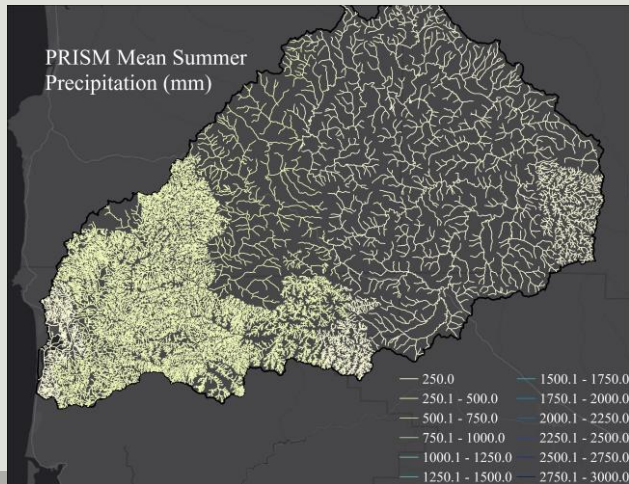 PRISM Mean Summer
Precipitation (mm)
250.0
250.1 - 500.0
500.1 - 750.0
750.1 - 1000.0
1000.1 - 1250.0
1250.1 - 1500.0
1500.1 - 1750.0
1750.1 - 2000.0
2000.1 - 2250.0
2250.1 - 2500.0
2500.1 - 2750.0
2750.1 - 3000.0